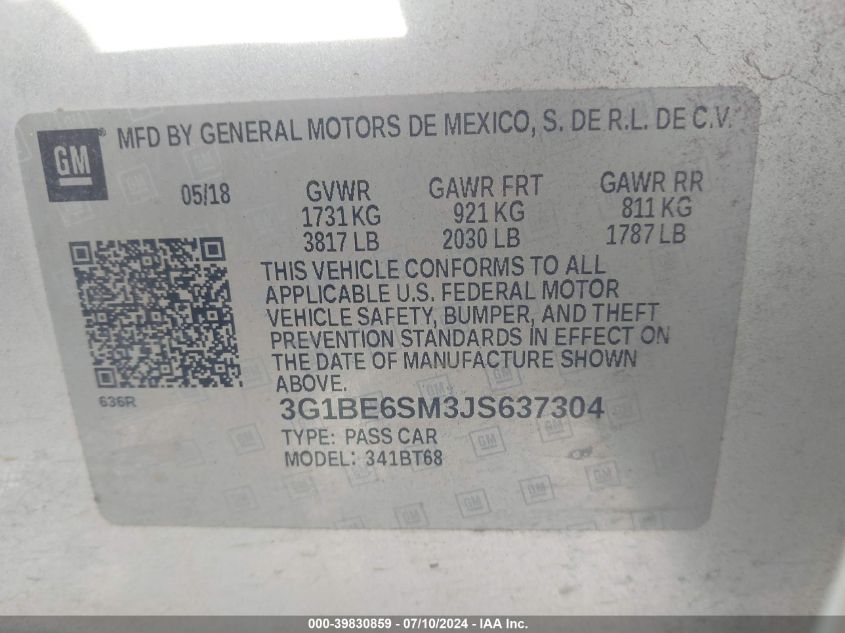 GM
MFD BY GENERAL MOTORS DE MEXICO, S. DE R.L. DE C.V.
05/18
GVWR
1731 KG
3817 LB
GAWR FRT
921 KG
2030 LB
GAWR RR
811 KG
1787 LB
THIS VEHICLE CONFORMS TO ALL
APPLICABLE U.S. FEDERAL MOTOR
VEHICLE SAFETY, BUMPER, AND THEFT
PREVENTION STANDARDS IN EFFECT ON
THE DATE OF MANUFACTURE SHOWN
ABOVE.
636R
3G1BE6SM3JS637304
TYPE: PASS CAR
MODEL: 341BT68
000-39830859 - 07/10/2024 - IAA Inc.